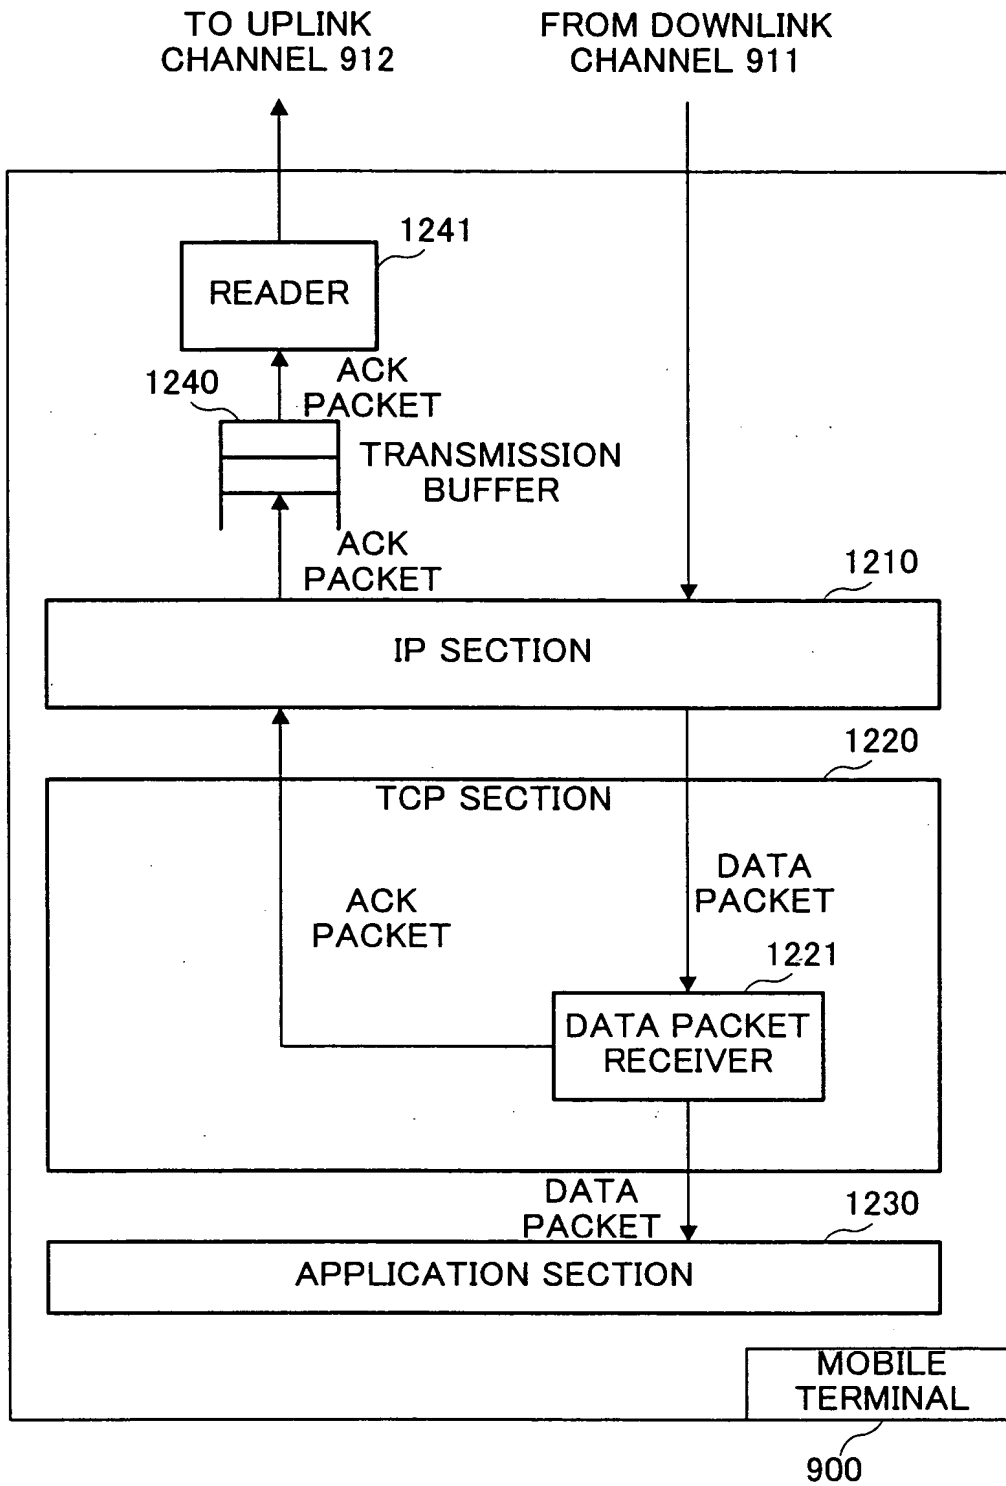 TO UPLINK
CHANNEL 912
FROM DOWNLINK
CHANNEL 911
1241
READER
1240
ACK
PACKET
TRANSMISSION
BUFFER
ACK
PACKET
1210
IP SECTION
1220
TCP SECTION
DATA
PACKET
ACK
PACKET
1221
DATA PACKET
RECEIVER
DATA
PACKET
1230
APPLICATION SECTION
MOBILE
TERMINAL
900